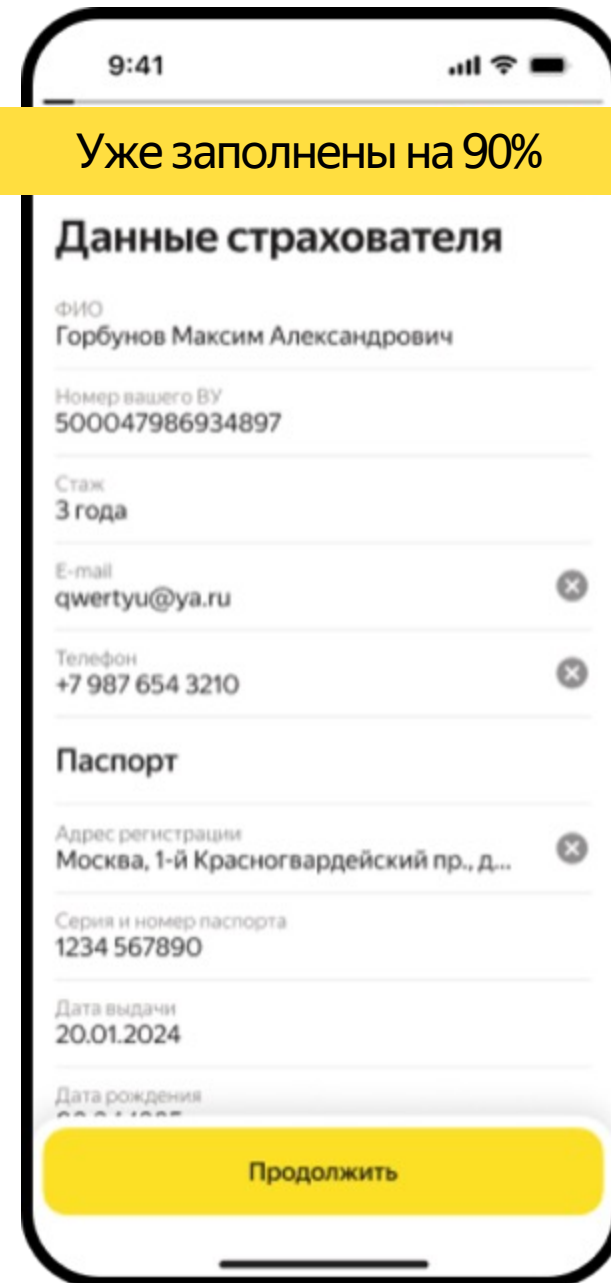 9:41
Уже заполнены на 90%
Данные страхователя
ФИО
Горбунов Максим Александрович
Номер вашего ВУ
500047986934897
Стаж
3 года
E-mail
qwertyu@ya.ru
Телефон
+7 987 654 3210
Паспорт
Адрес регистрации
Москва, 1-й Красногвардейский пр., д...
Серия и номер паспорта
1234 567890
Дата выдачи
20.01.2024
Дата рождения
Продолжить